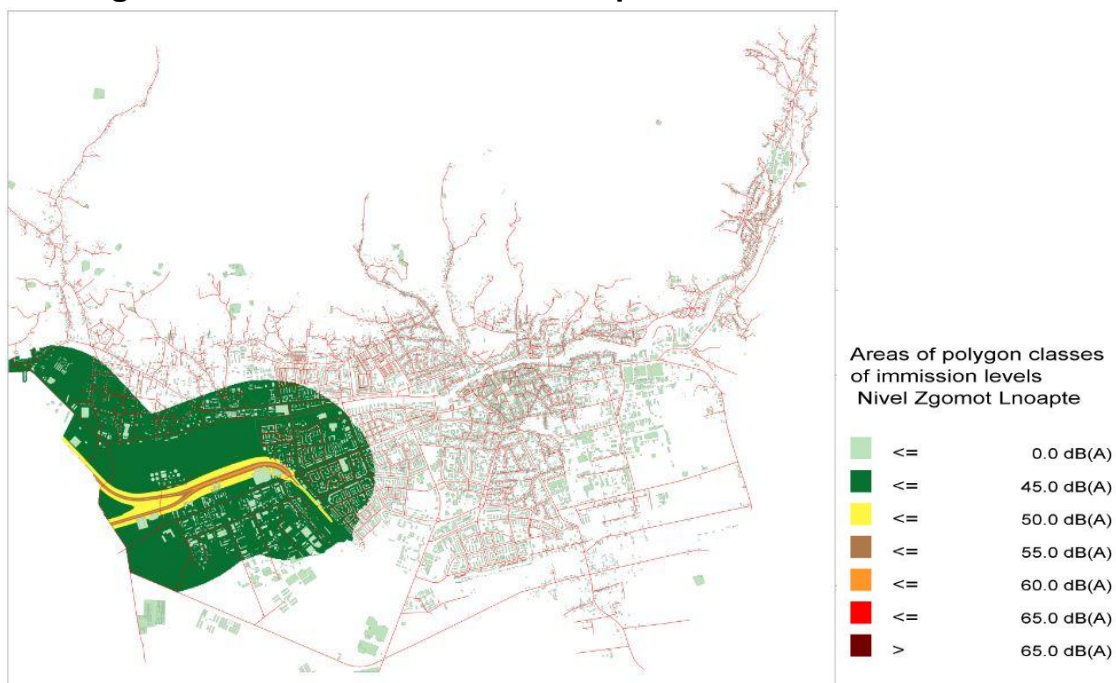 Areas of polygon classes
of immission levels
Nivel Zgomot Lnoapte
<= 0.0 dB(A)
<= 45.0 dB(A)
<= 50.0 dB(A)
<= 55.0 dB(A)
<= 60.0 dB(A)
<= 65.0 dB(A)
> 65.0 dB(A)